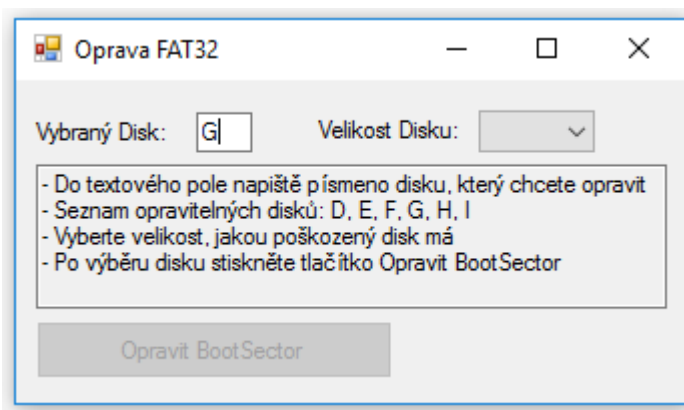 Oprava FAT32
Vybraný Disk: G Velikost Disku:
- Do textového pole napiště písmeno disku, který chcete opravit
- Seznam opravitelných disků: D, E, F, G, H, I
- Vyberte velikost, jakou poškozený disk má
- Po výběru disku stiskněte tlačítko Opravit BootSector
Opravit BootSector